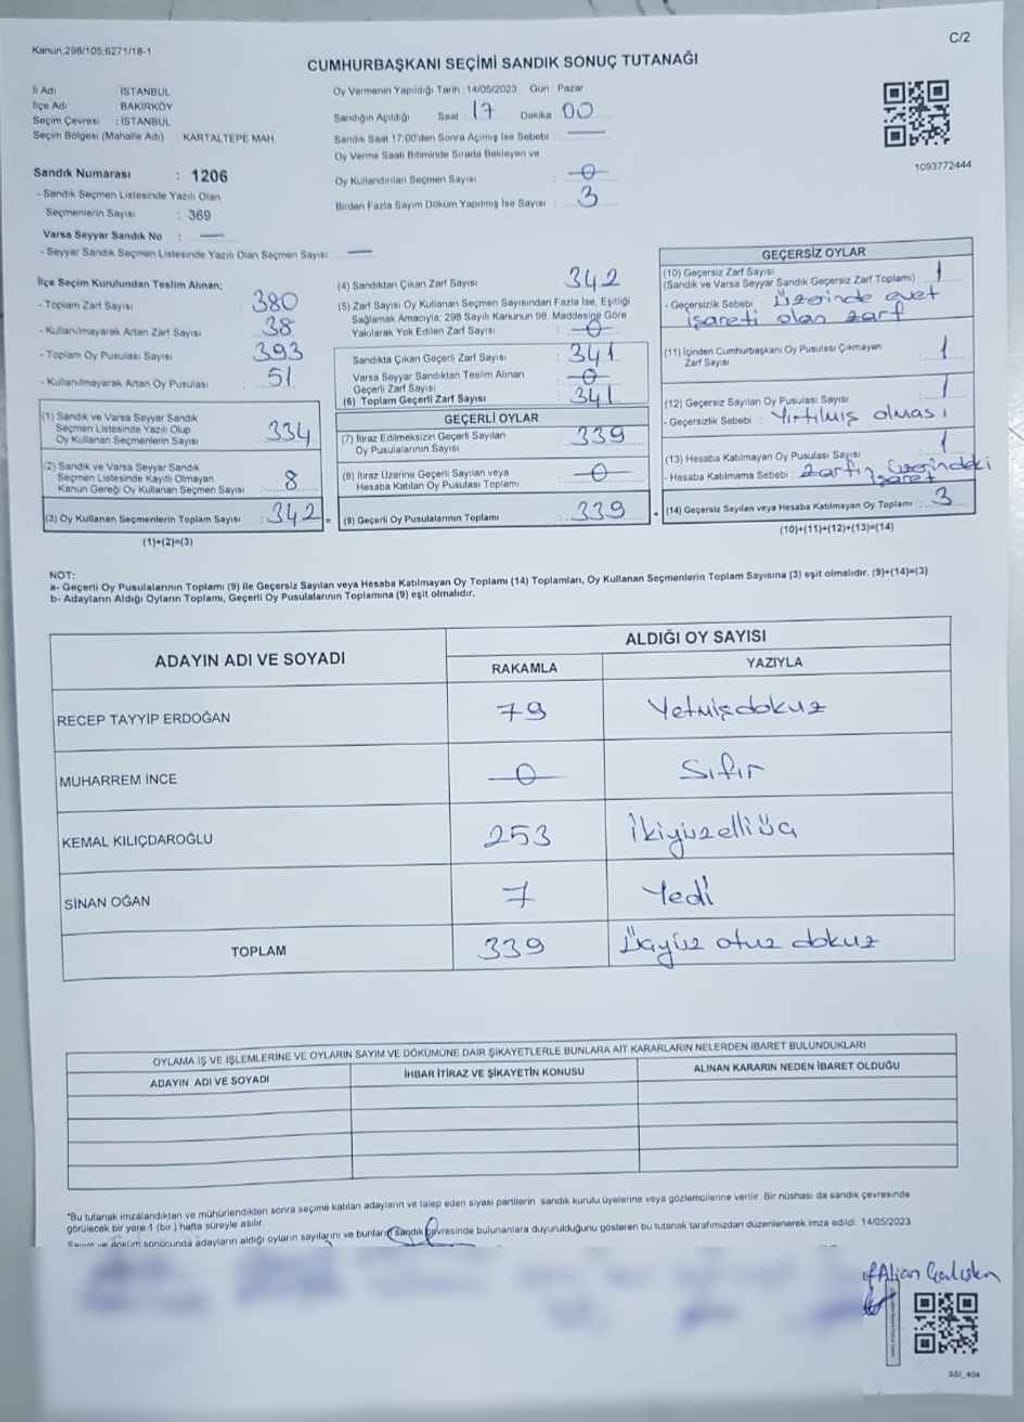 Kanun:298/105;6271/18-1
C/2
CUMHURBAŞKANI SEÇİMİ SANDIK SONUÇ TUTANAĞI
İl Adı : İSTANBUL
İlçe Adı : BAKIRKÖY
Seçim Çevresi : İSTANBUL
Seçim Bölgesi (Mahalle Adı) KARTALTEPE MAH.
Sandık Numarası : 1206
- Sandık Seçmen Listesinde Yazılı Olan
Seçmenlerin Sayısı : 369
Varsa Seyyar Sandık No : —
- Seyyar Sandık Seçmen Listesinde Yazılı Olan Seçmen Sayısı: —
Oy Vermenin Yapıldığı Tarih :14/05/2023 Gün: Pazar
Sandığın Açıldığı Saat : 17 Dakika : 00
Sandık Saat 17:00'den Sonra Açılmış İse Sebebi : —
Oy Verme Saati Bitiminde Sırada Bekleyen ve
Oy Kullandırılan Seçmen Sayısı : 0
Birden Fazla Sayım Döküm Yapılmış İse Sayısı : 3
1093772444
İlçe Seçim Kurulundan Teslim Alınan;
- Toplam Zarf Sayısı : 380
- Kullanılmayarak Artan Zarf Sayısı : 38
- Toplam Oy Pusulası Sayısı : 393
- Kullanılmayarak Artan Oy Pusulası : 51
(1) Sandık ve Varsa Seyyar Sandık
Seçmen Listesinde Yazılı Olup
Oy Kullanan Seçmenlerin Sayısı : 334
(2) Sandık ve Varsa Seyyar Sandık
Seçmen Listesinde Kayıtlı Olmayan
Kanun Gereği Oy Kullanan Seçmen Sayısı : 8
(3) Oy Kullanan Seçmenlerin Toplam Sayısı : 342
(1)+(2)=(3)
(4) Sandıktan Çıkan Zarf Sayısı : 342
(5) Zarf Sayısı Oy Kullanan Seçmen Sayısından Fazla İse, Eşitliği
Sağlamak Amacıyla; 298 Sayılı Kanunun 98. Maddesine Göre
Yakılarak Yok Edilen Zarf Sayısı : 0
Sandıkta Çıkan Geçerli Zarf Sayısı : 341
Varsa Seyyar Sandıktan Teslim Alınan
Geçerli Zarf Sayısı : 0
(6) Toplam Geçerli Zarf Sayısı : 341
GEÇERLİ OYLAR
(7) İtiraz Edilmeksizin Geçerli Sayılan
Oy Pusulalarının Sayısı : 339
(8) İtiraz Üzerine Geçerli Sayılan veya
Hesaba Katılan Oy Pusulası Toplamı : 0
= (9) Geçerli Oy Pusulalarının Toplamı : 339
GEÇERSİZ OYLAR
(10) Geçersiz Zarf Sayısı
(Sandık ve Varsa Seyyar Sandık Geçersiz Zarf Toplamı) : 1
- Geçersizlik Sebebi : Üzerinde evet
işareti olan zarf
(11) İçinden Cumhurbaşkanı Oy Pusulası Çıkmayan
Zarf Sayısı : 1
(12) Geçersiz Sayılan Oy Pusulası Sayısı : 1
- Geçersizlik Sebebi : Yırtılmış olması
(13) Hesaba Katılmayan Oy Pusulası Sayısı : 1
- Hesaba Katılmama Sebebi : Zarfın üzerindeki
işaret
+ (14) Geçersiz Sayılan veya Hesaba Katılmayan Oy Toplamı : 3
(10)+(11)+(12)+(13)=(14)
NOT:
a- Geçerli Oy Pusulalarının Toplamı (9) ile Geçersiz Sayılan veya Hesaba Katılmayan Oy Toplamı (14) Toplamları, Oy Kullanan Seçmenlerin Toplam Sayısına (3) eşit olmalıdır. (9)+(14)=(3)
b- Adayların Aldığı Oyların Toplamı, Geçerli Oy Pusulalarının Toplamına (9) eşit olmalıdır.
ADAYIN ADI VE SOYADI
ALDIĞI OY SAYISI
RAKAMLA YAZIYLA
RECEP TAYYİP ERDOĞAN 79 Yetmişdokuz
MUHARREM İNCE 0 Sıfır
KEMAL KILIÇDAROĞLU 253 İkiyüzelliüç
SİNAN OĞAN 7 Yedi
TOPLAM 339 Üçyüz otuz dokuz
OYLAMA İŞ VE İŞLEMLERİNE VE OYLARIN SAYIM VE DÖKÜMÜNE DAİR ŞİKAYETLERLE BUNLARA AİT KARARLARIN NELERDEN İBARET BULUNDUKLARI
ADAYIN ADI VE SOYADI İHBAR İTİRAZ VE ŞİKAYETİN KONUSU ALINAN KARARIN NEDEN İBARET OLDUĞU
*Bu tutanak imzalandıktan ve mühürlendikten sonra seçime katılan adayların ve talep eden siyasi partilerin sandık kurulu üyelerine veya gözlemcilerine verilir. Bir nüshası da sandık çevresinde
görülecek bir yere 1 (bir) hafta süreyle asılır.
Sayım ve döküm sonucunda adayların aldığı oyların sayılarını ve bunların sandık çevresinde bulunanlara duyurulduğunu gösteren bu tutanak tarafımızdan düzenlenerek imza edildi. 14/05/2023
SSI_404